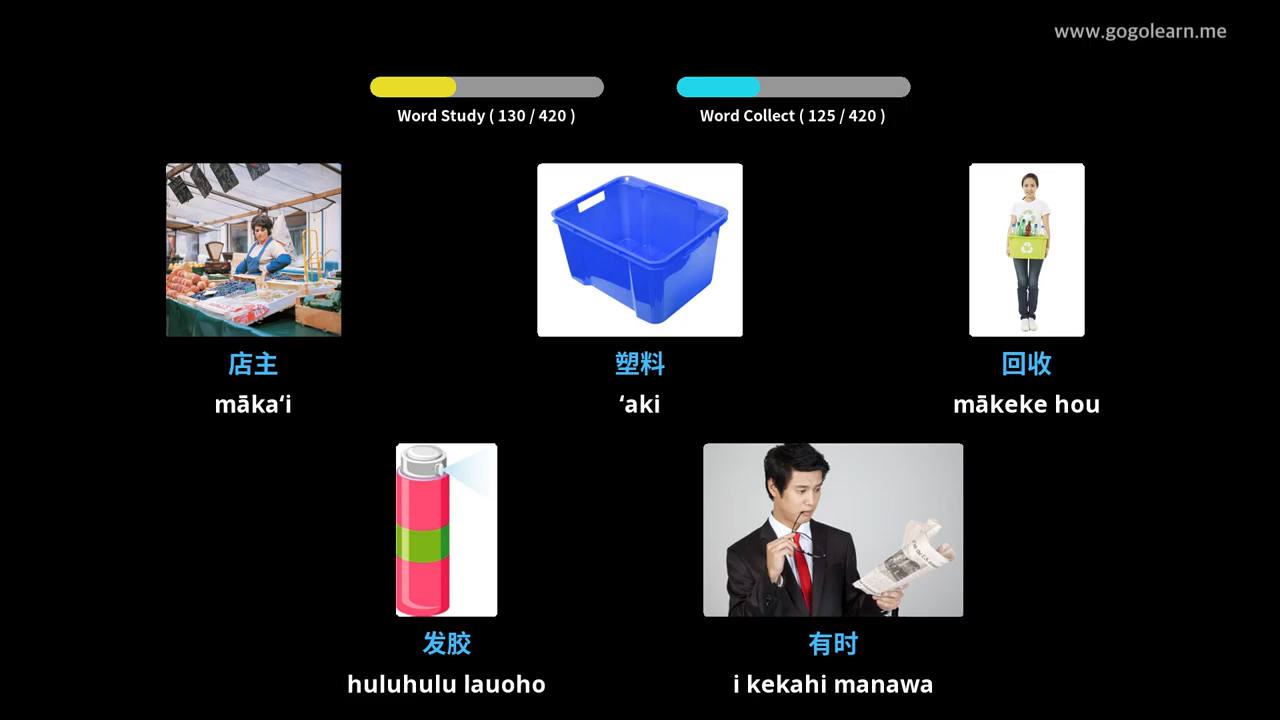 www.gogolearn.me
Word Study ( 130 / 420 )
Word Collect ( 125 / 420 )
店主
mākaʻi
塑料
ʻaki
回收
mākeke hou
发胶
huluhulu lauoho
有时
i kekahi manawa